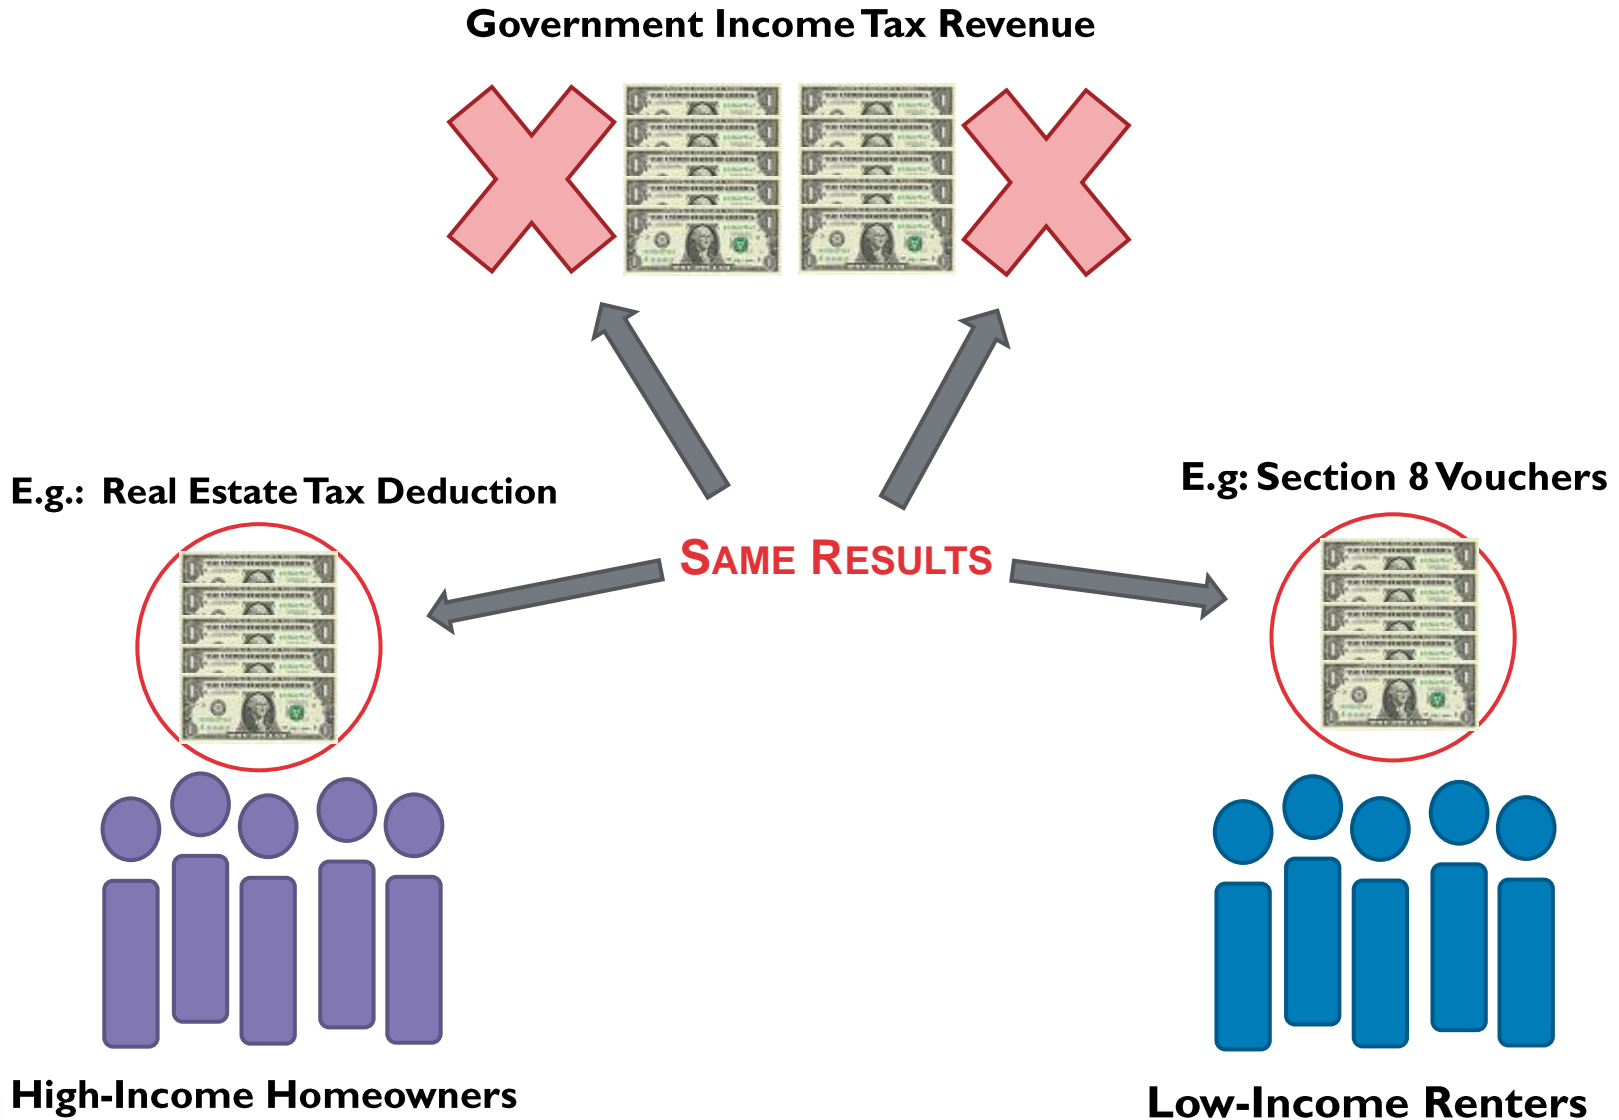 Government Income Tax Revenue
E.g.: Real Estate Tax Deduction
E.g: Section 8 Vouchers
SAME RESULTS
High-Income Homeowners
Low-Income Renters